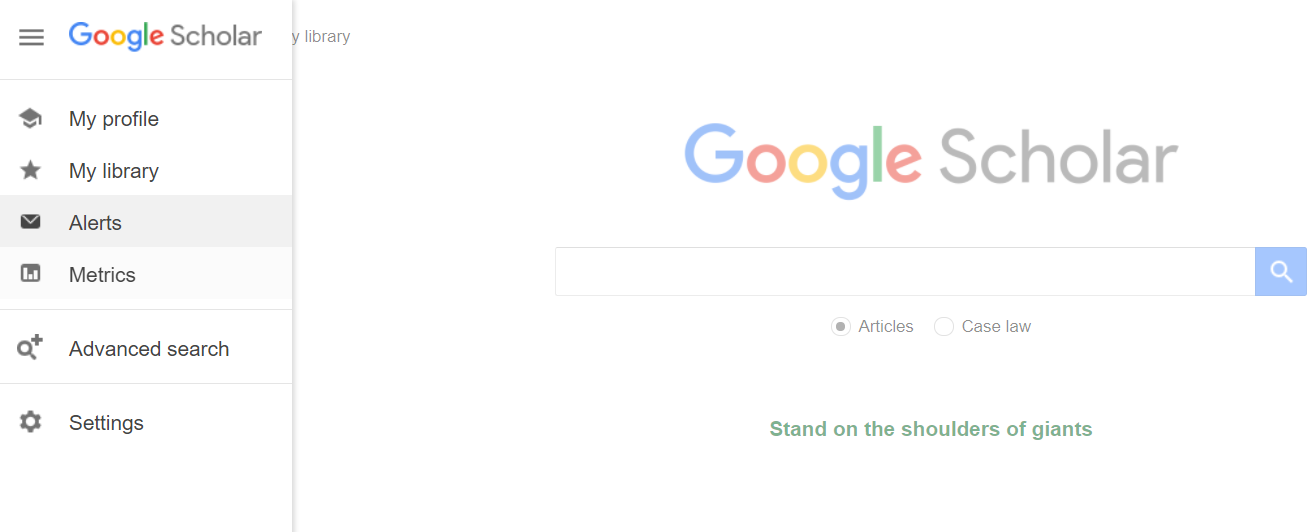 Google Scholar
y library
My profile
My library
Alerts
Metrics
Advanced search
Settings
Google Scholar
Articles Case law
Stand on the shoulders of giants